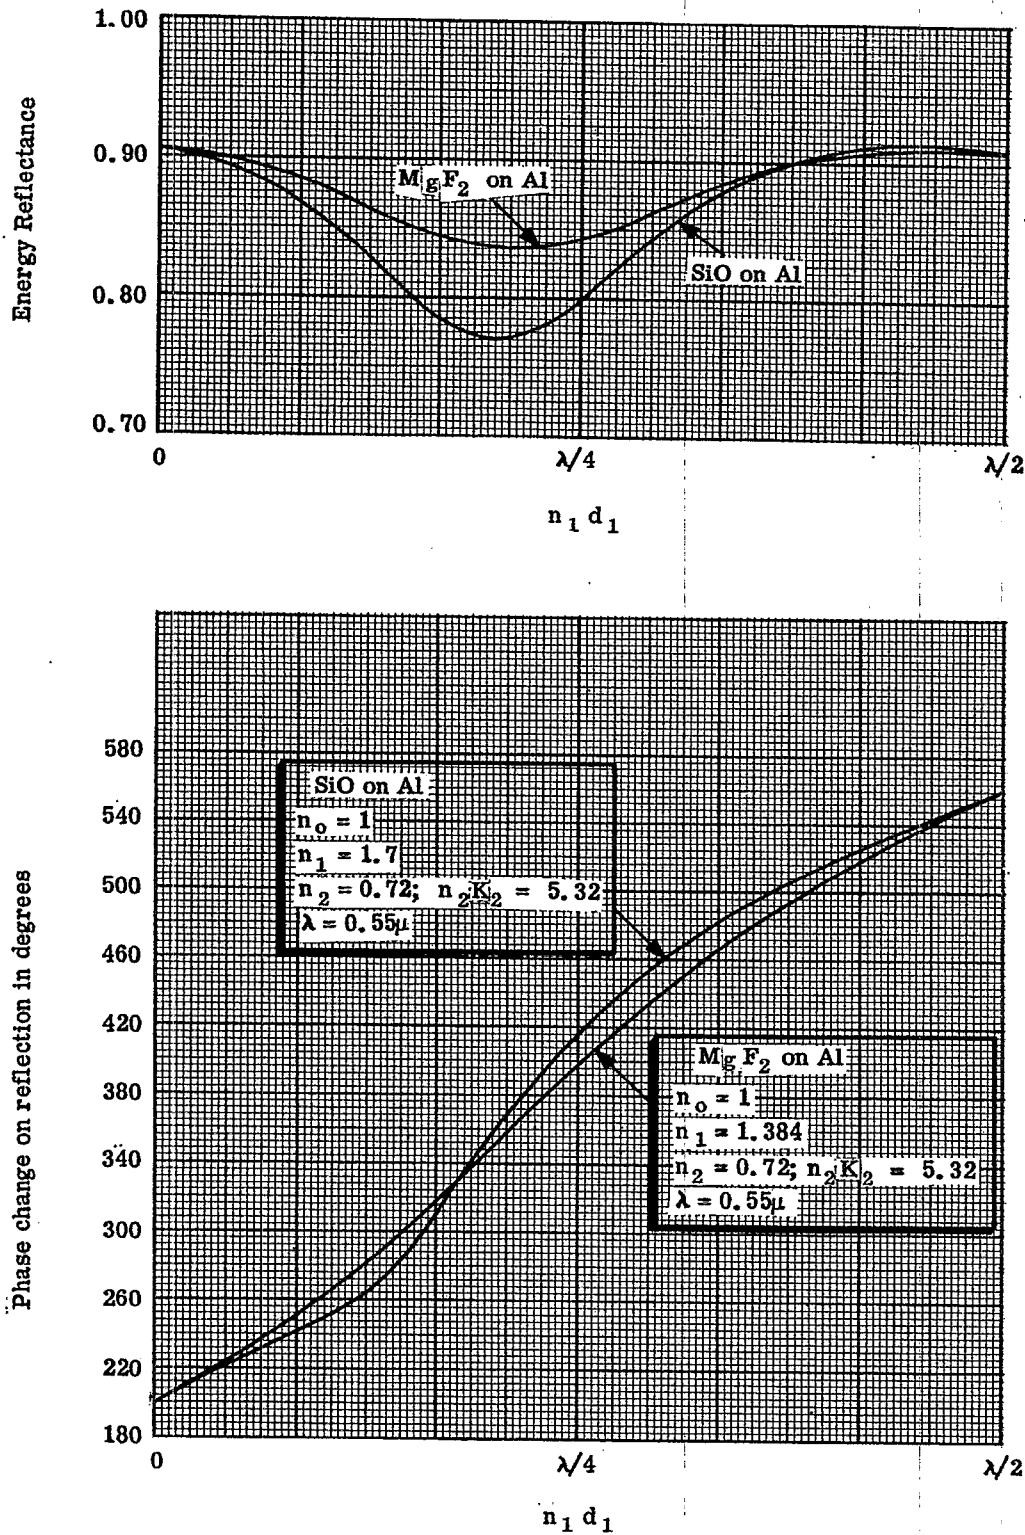 1.00
Energy Reflectance
0.90
MgF₂ on Al
SiO on Al
0.80
0.70
0 λ/4 λ/2
n₁ d₁
580
SiO on Al
540
n₀ = 1
n₁ = 1.7
500
n₂ = 0.72; n₂K₂ = 5.32
λ = 0.55μ
460
Phase change on reflection in degrees
420
MgF₂ on Al
380
n₀ = 1
n₁ = 1.384
340
n₂ = 0.72; n₂K₂ = 5.32
λ = 0.55μ
300
260
220
180
0 λ/4 λ/2
n₁ d₁